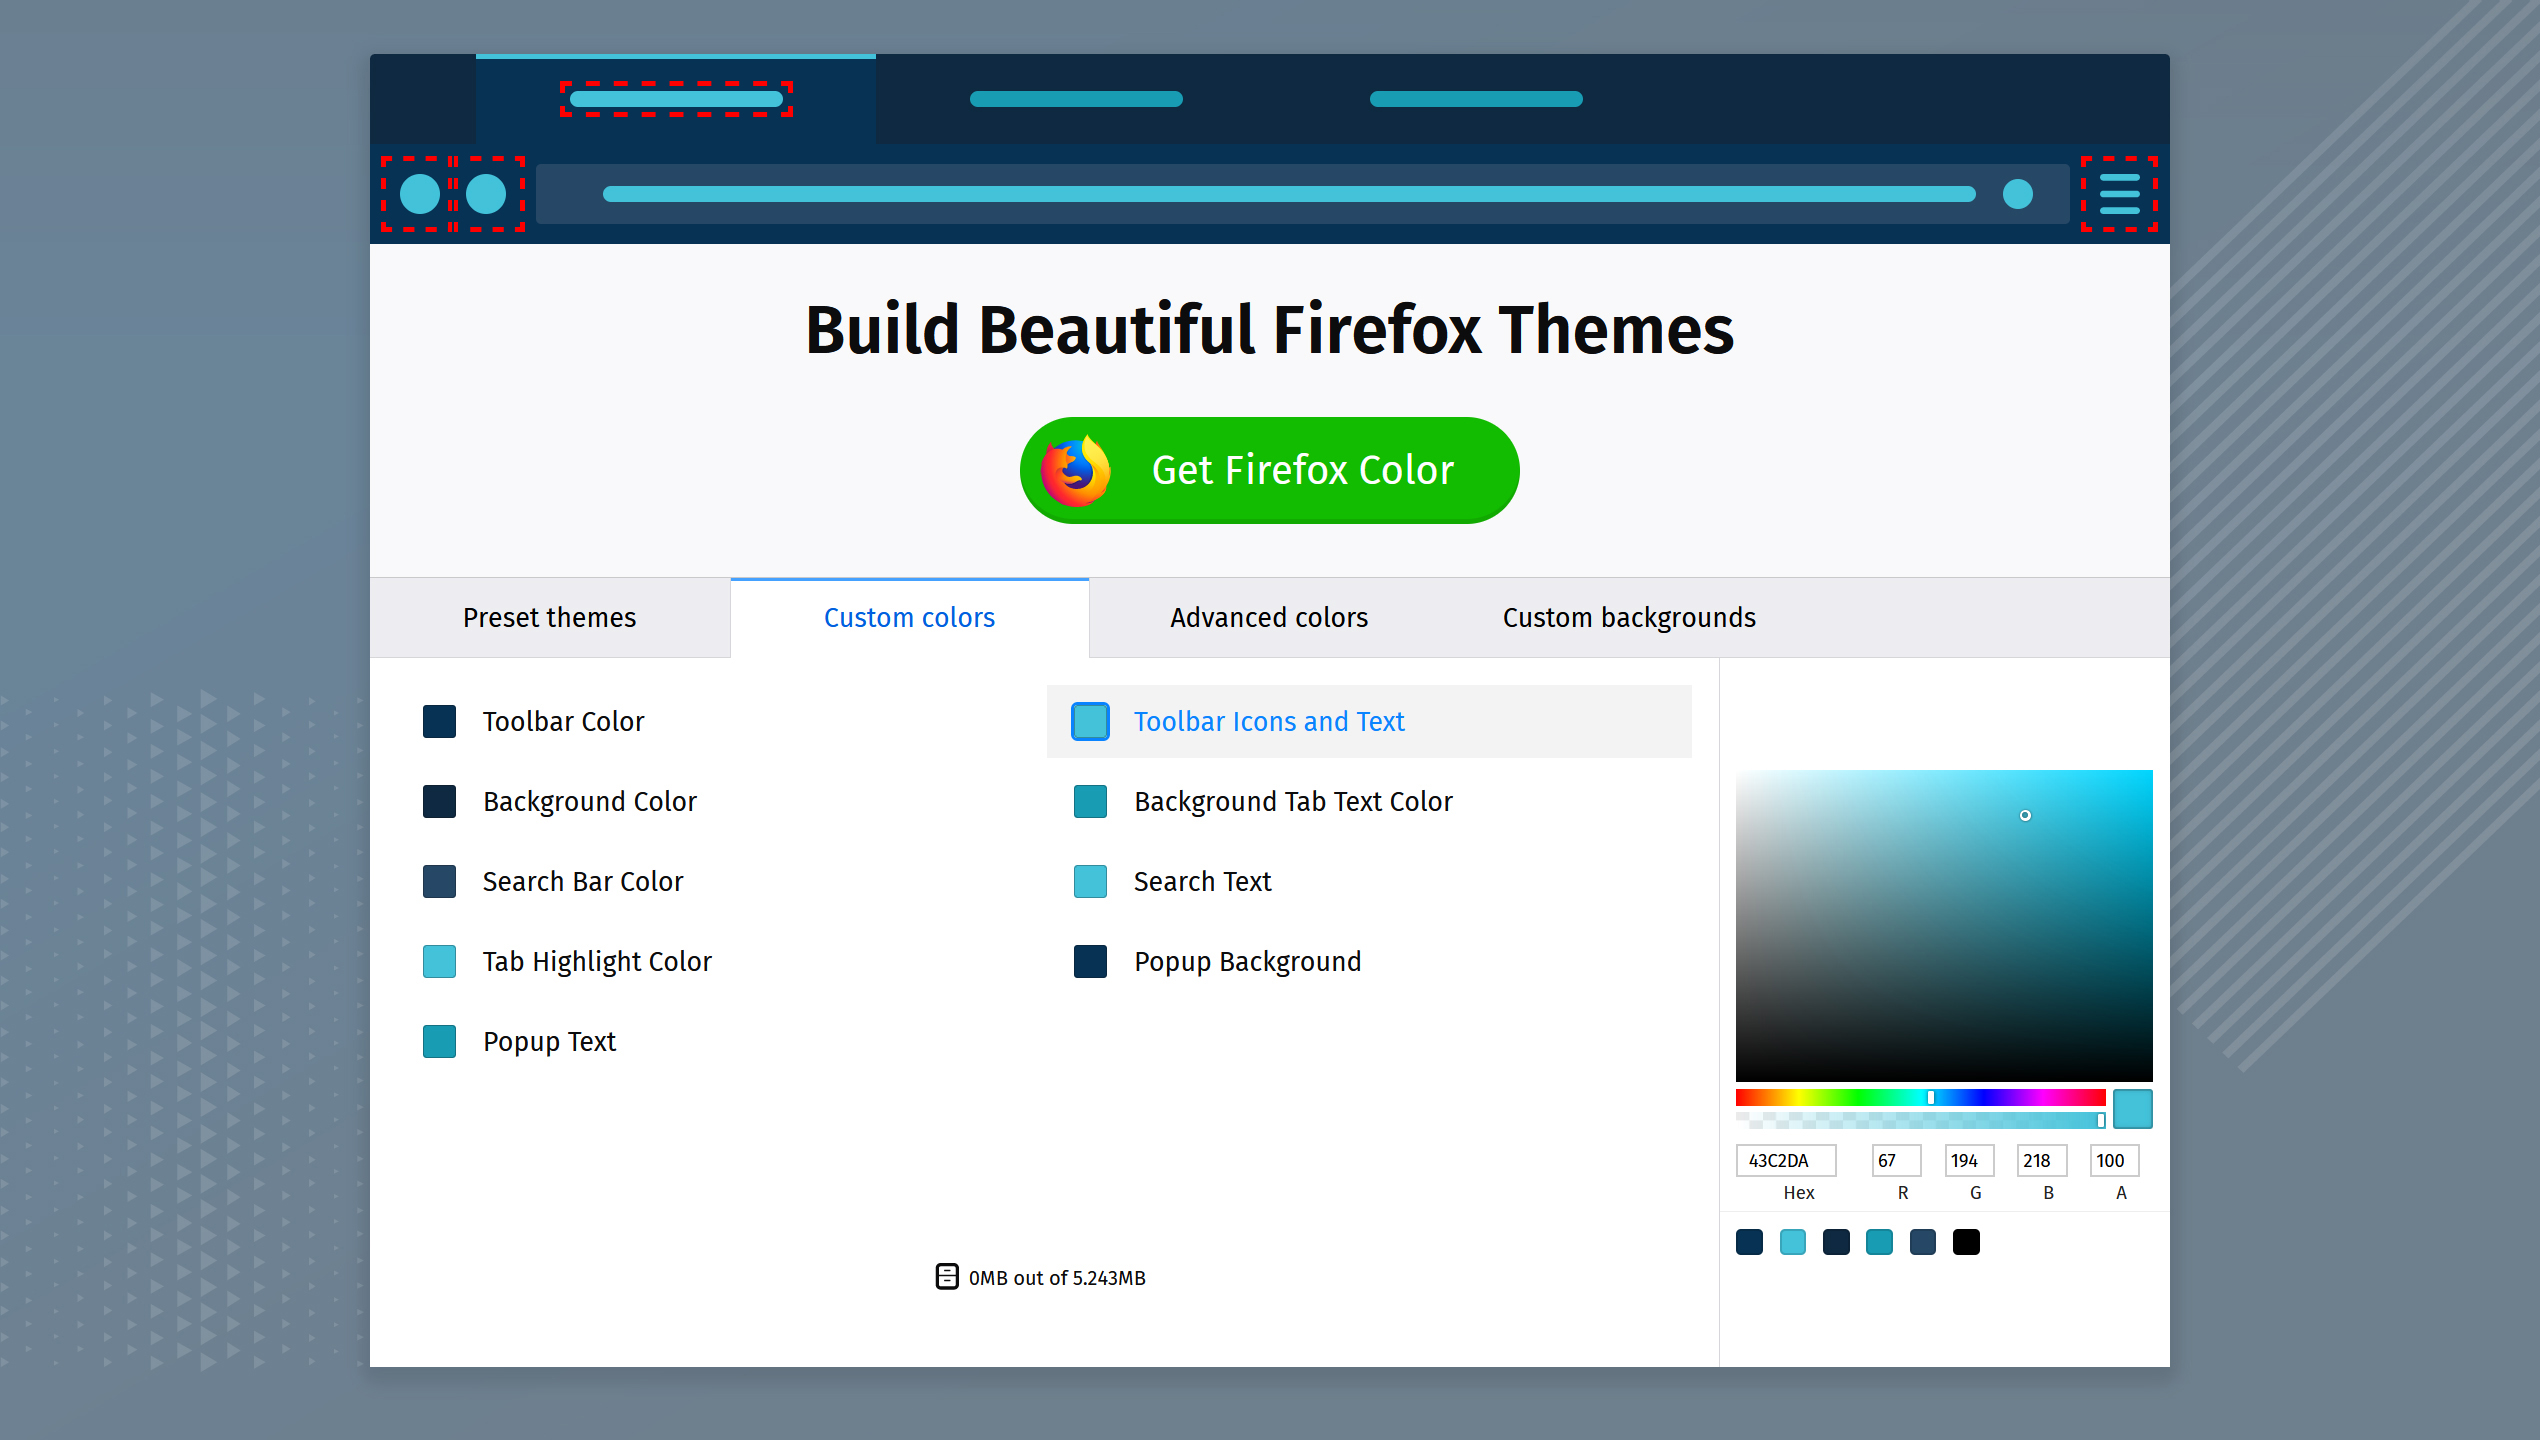 Build Beautiful Firefox Themes
Get Firefox Color
Preset themes
Custom colors
Advanced colors
Custom backgrounds
Toolbar Color
Toolbar Icons and Text
Background Color
Background Tab Text Color
Search Bar Color
Search Text
Tab Highlight Color
Popup Background
Popup Text
43C2DA 67 194 218 100
Hex R G B A
0MB out of 5.243MB